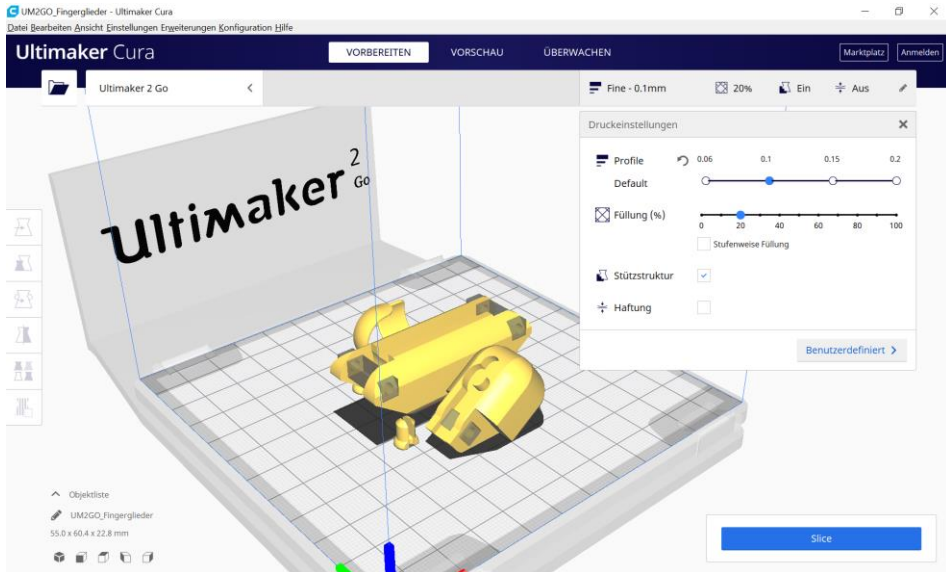 UM2GO_Fingerglieder - Ultimaker Cura
Datei Bearbeiten Ansicht Einstellungen Erweiterungen Konfiguration Hilfe
Ultimaker Cura
VORBEREITEN
VORSCHAU
ÜBERWACHEN
Marktplatz
Anmelden
Ultimaker 2 Go
Fine - 0.1mm
20%
Ein
Aus
Druckeinstellungen
Profile
0.06 0.1 0.15 0.2
Default
Füllung (%)
0 20 40 60 80 100
Stufenweise Füllung
Stützstruktur
Haftung
Benutzerdefiniert
Ultimaker 2 Go
Objektliste
UM2GO_Fingerglieder
55.0 x 60.4 x 22.8 mm
Slice